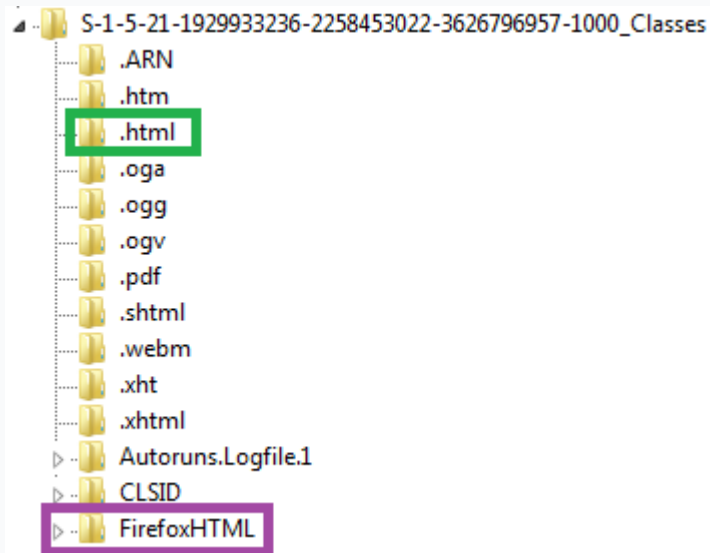 S-1-5-21-1929933236-2258453022-3626796957-1000_Classes
.ARN
.htm
.html
.oga
.ogg
.ogv
.pdf
.shtml
.webm
.xht
.xhtml
Autoruns.Logfile.1
CLSID
FirefoxHTML